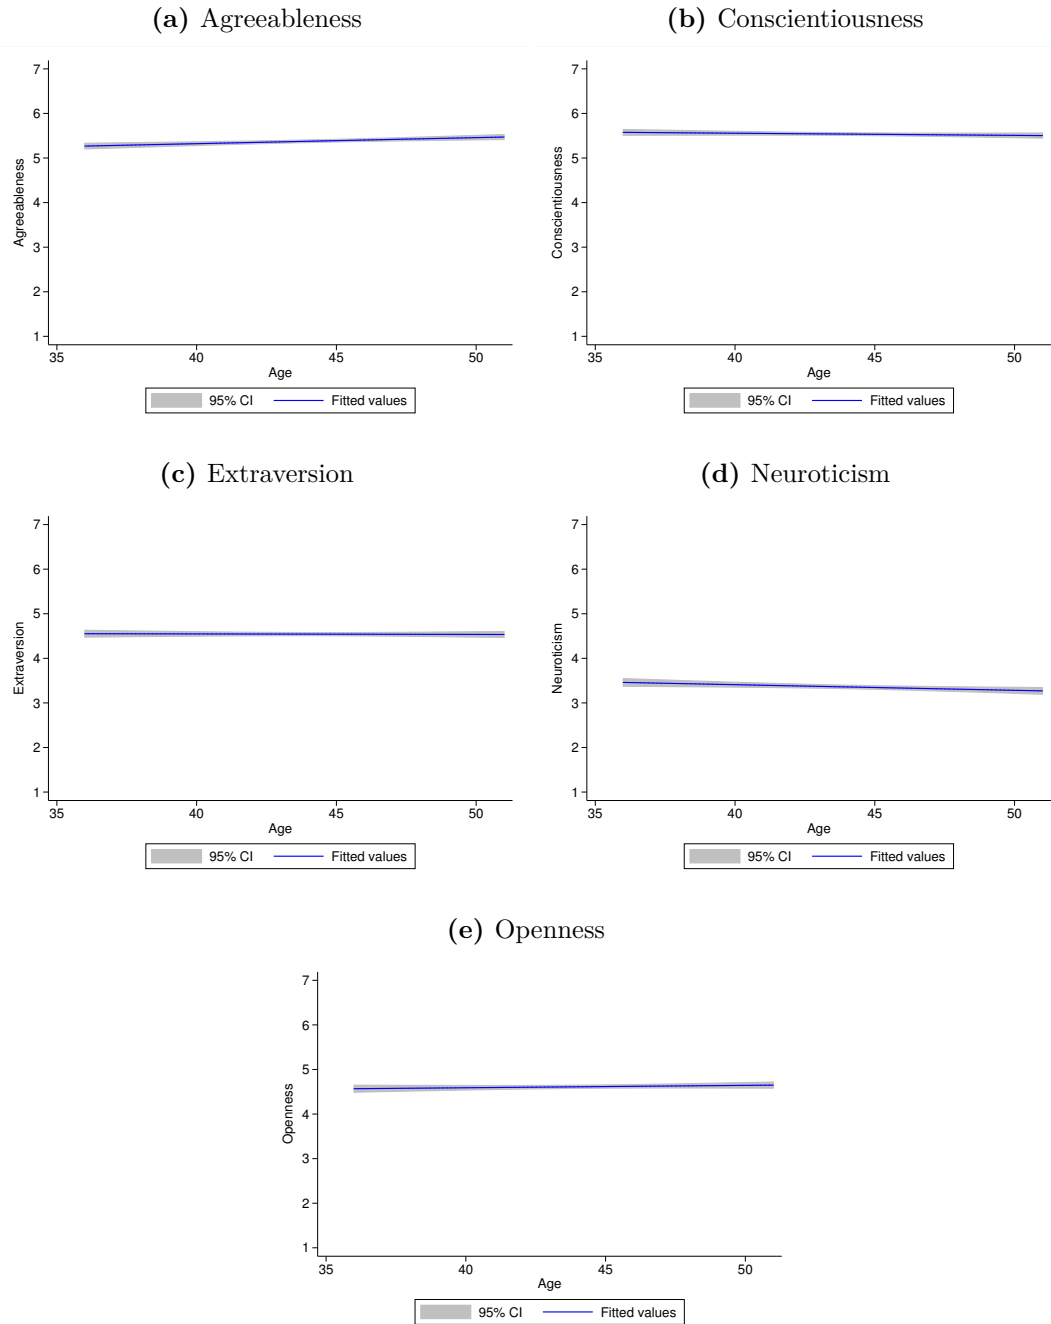 (a) Agreeableness
7
6
5
4
3
2
1
Agreeableness
35 40 45 50
Age
95% CI Fitted values
(b) Conscientiousness
7
6
5
4
3
2
1
Conscientiousness
35 40 45 50
Age
95% CI Fitted values
(c) Extraversion
7
6
5
4
3
2
1
Extraversion
35 40 45 50
Age
95% CI Fitted values
(d) Neuroticism
7
6
5
4
3
2
1
Neuroticism
35 40 45 50
Age
95% CI Fitted values
(e) Openness
7
6
5
4
3
2
1
Openness
35 40 45 50
Age
95% CI Fitted values